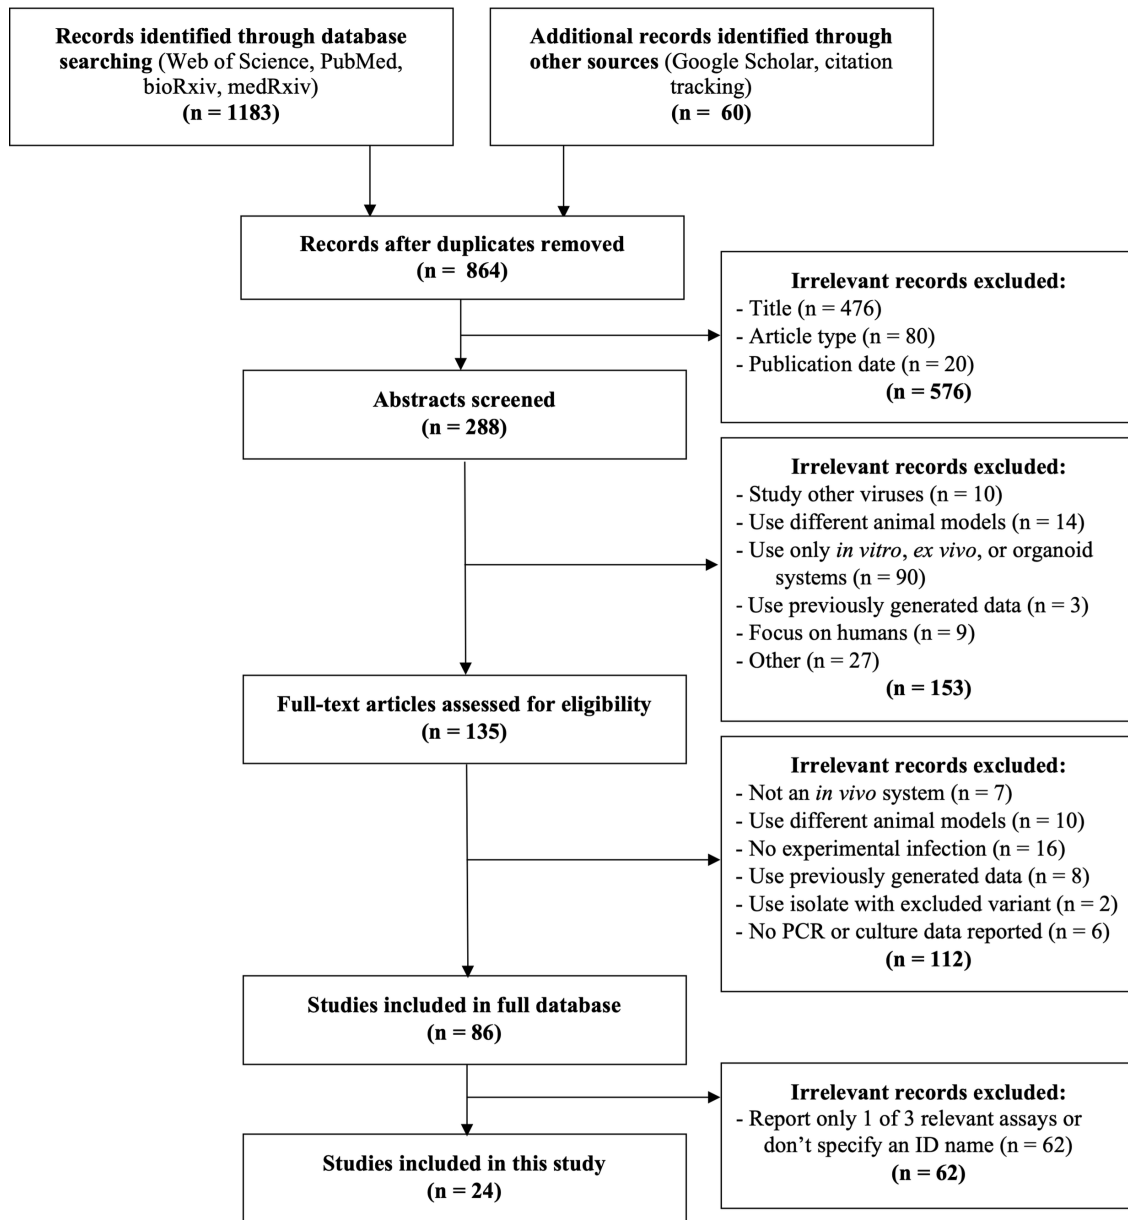 Records identified through database
searching (Web of Science, PubMed,
bioRxiv, medRxiv)
(n = 1183)
Additional records identified through
other sources (Google Scholar, citation
tracking)
(n = 60)
Records after duplicates removed
(n = 864)
Irrelevant records excluded:
- Title (n = 476)
- Article type (n = 80)
- Publication date (n = 20)
(n = 576)
Abstracts screened
(n = 288)
Irrelevant records excluded:
- Study other viruses (n = 10)
- Use different animal models (n = 14)
- Use only in vitro, ex vivo, or organoid
systems (n = 90)
- Use previously generated data (n = 3)
- Focus on humans (n = 9)
- Other (n = 27)
(n = 153)
Full-text articles assessed for eligibility
(n = 135)
Irrelevant records excluded:
- Not an in vivo system (n = 7)
- Use different animal models (n = 10)
- No experimental infection (n = 16)
- Use previously generated data (n = 8)
- Use isolate with excluded variant (n = 2)
- No PCR or culture data reported (n = 6)
(n = 112)
Studies included in full database
(n = 86)
Irrelevant records excluded:
- Report only 1 of 3 relevant assays or
don't specify an ID name (n = 62)
(n = 62)
Studies included in this study
(n = 24)